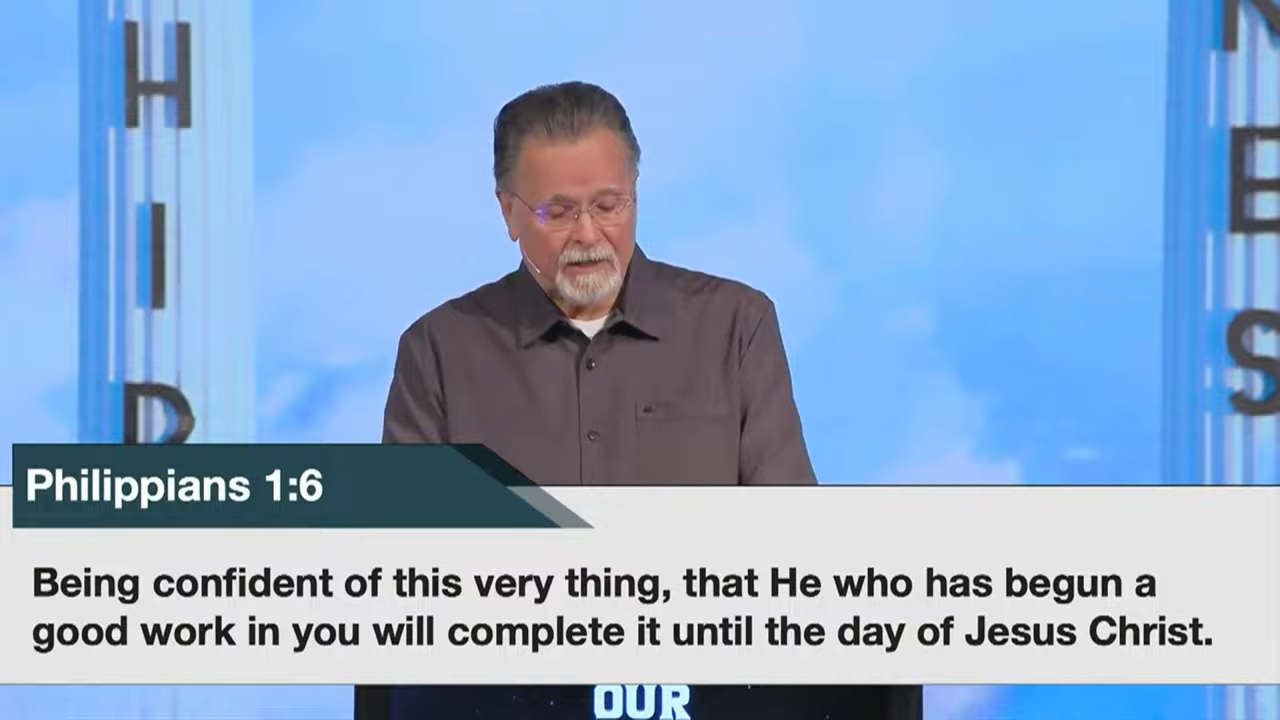 H
I
P
N
E
S
Philippians 1:6
Being confident of this very thing, that He who has begun a
good work in you will complete it until the day of Jesus Christ.
OUR